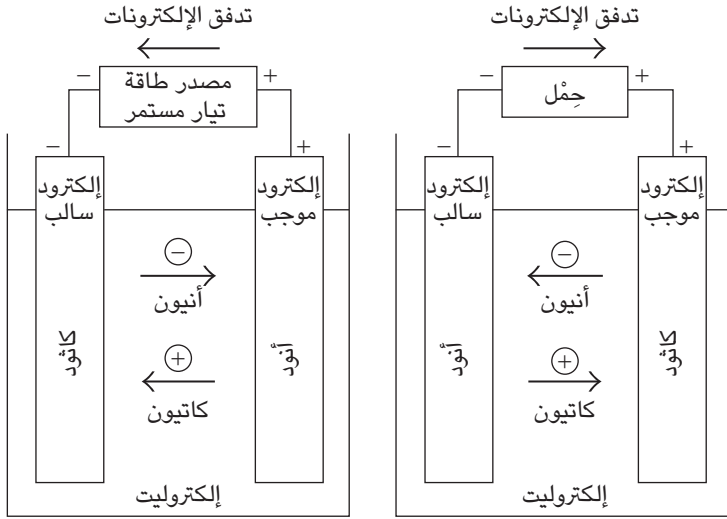 تدفق الإلكترونات
−
مصدر طاقة
تيار مستمر
+
−
+
إلكترود
سالب
إلكترود
موجب
−
أنيون
+
كاتيون
كاثود
أنود
إلكتروليت
تدفق الإلكترونات
−
حِمْل
+
−
+
إلكترود
سالب
إلكترود
موجب
−
أنيون
+
كاتيون
أنود
كاثود
إلكتروليت